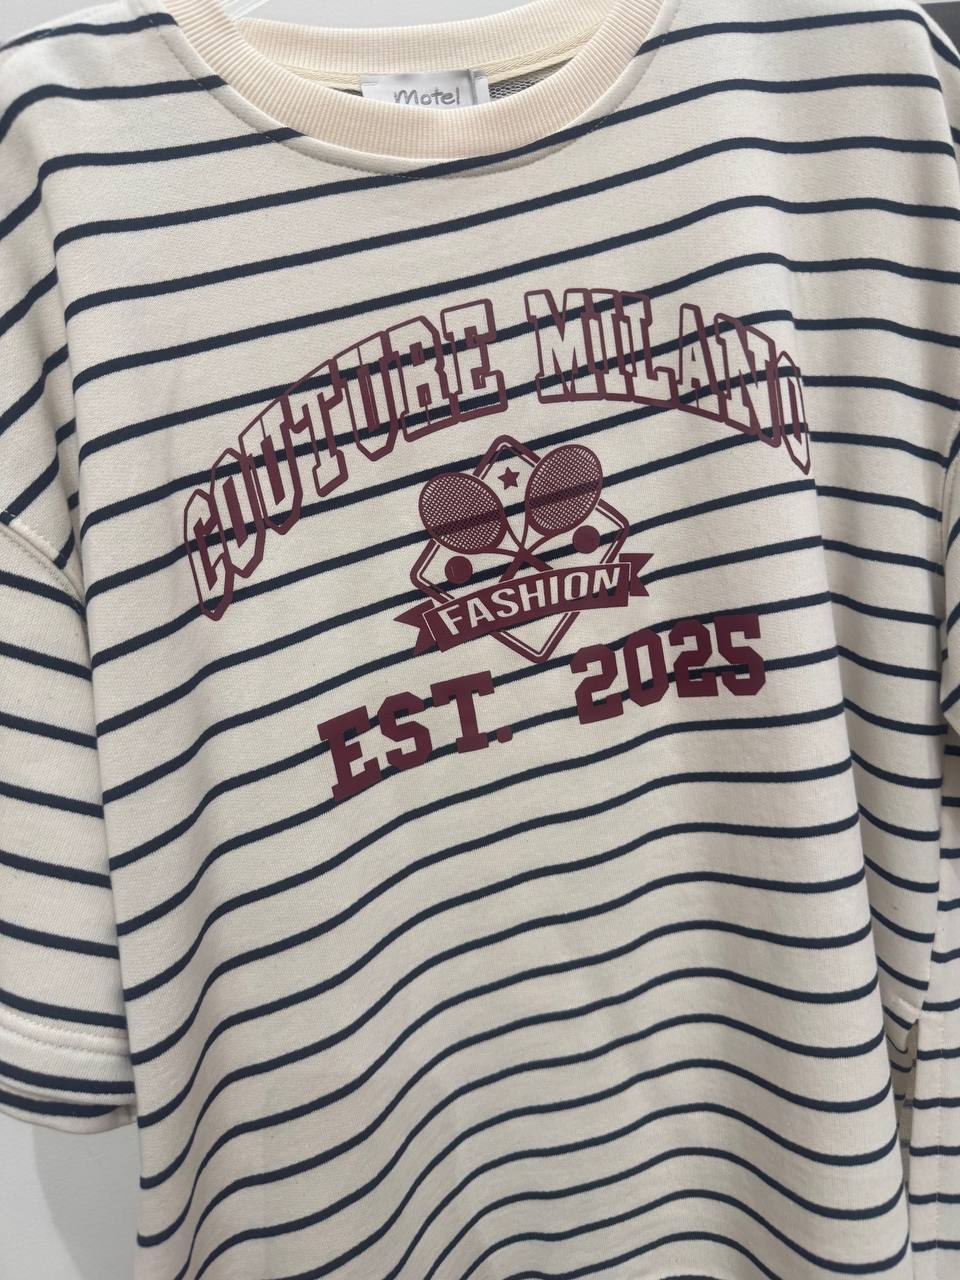 Motel
COUTURE MILANO
FASHION
EST. 2025